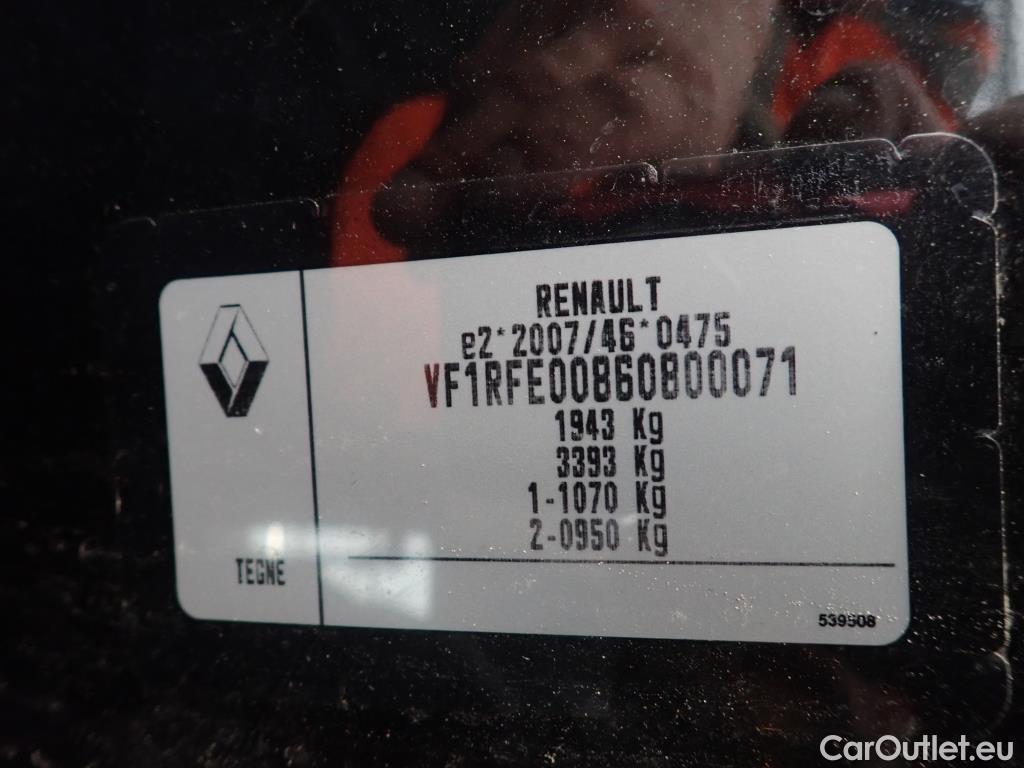 RENAULT
e2*2007/46*0475
VF1RFE00860800071
1943 Kg
3393 Kg
1-1070 Kg
2-0950 Kg
TEGNE
539508
CarOutlet.eu